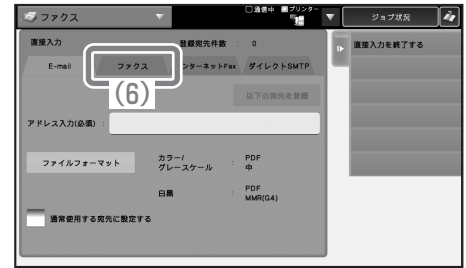 ファクス
通信中 プリンター
ジョブ状況
直接入力
登録宛先件数 : 0
直接入力を終了する
E-mail
ファクス
ンターネットFax
ダイレクトSMTP
(6)
以下の宛先を登録
アドレス入力(必須) :
ファイルフォーマット
カラー/
グレースケール : PDF
中
白黒 : PDF
MMR(G4)
通常使用する宛先に設定する